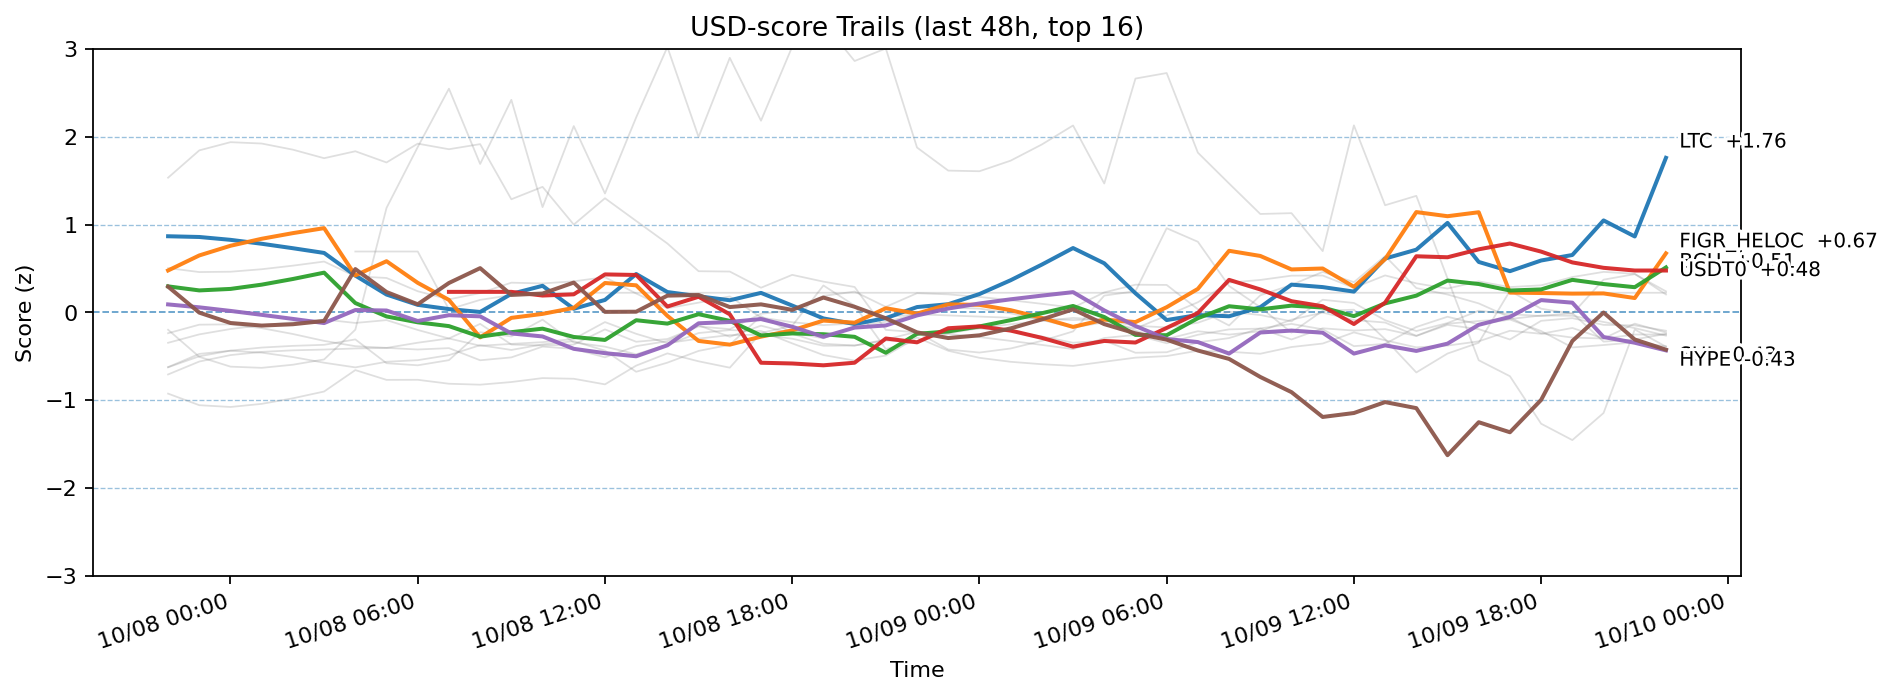 USD-score Trails (last 48h, top 16)
Score (z)
3
2
1
0
−1
−2
−3
LTC +1.76
FIGR_HELOC +0.67
USDT0 +0.48
HYPE −0.43
10/08 00:00
10/08 06:00
10/08 12:00
10/08 18:00
10/09 00:00
10/09 06:00
10/09 12:00
10/09 18:00
10/10 00:00
Time